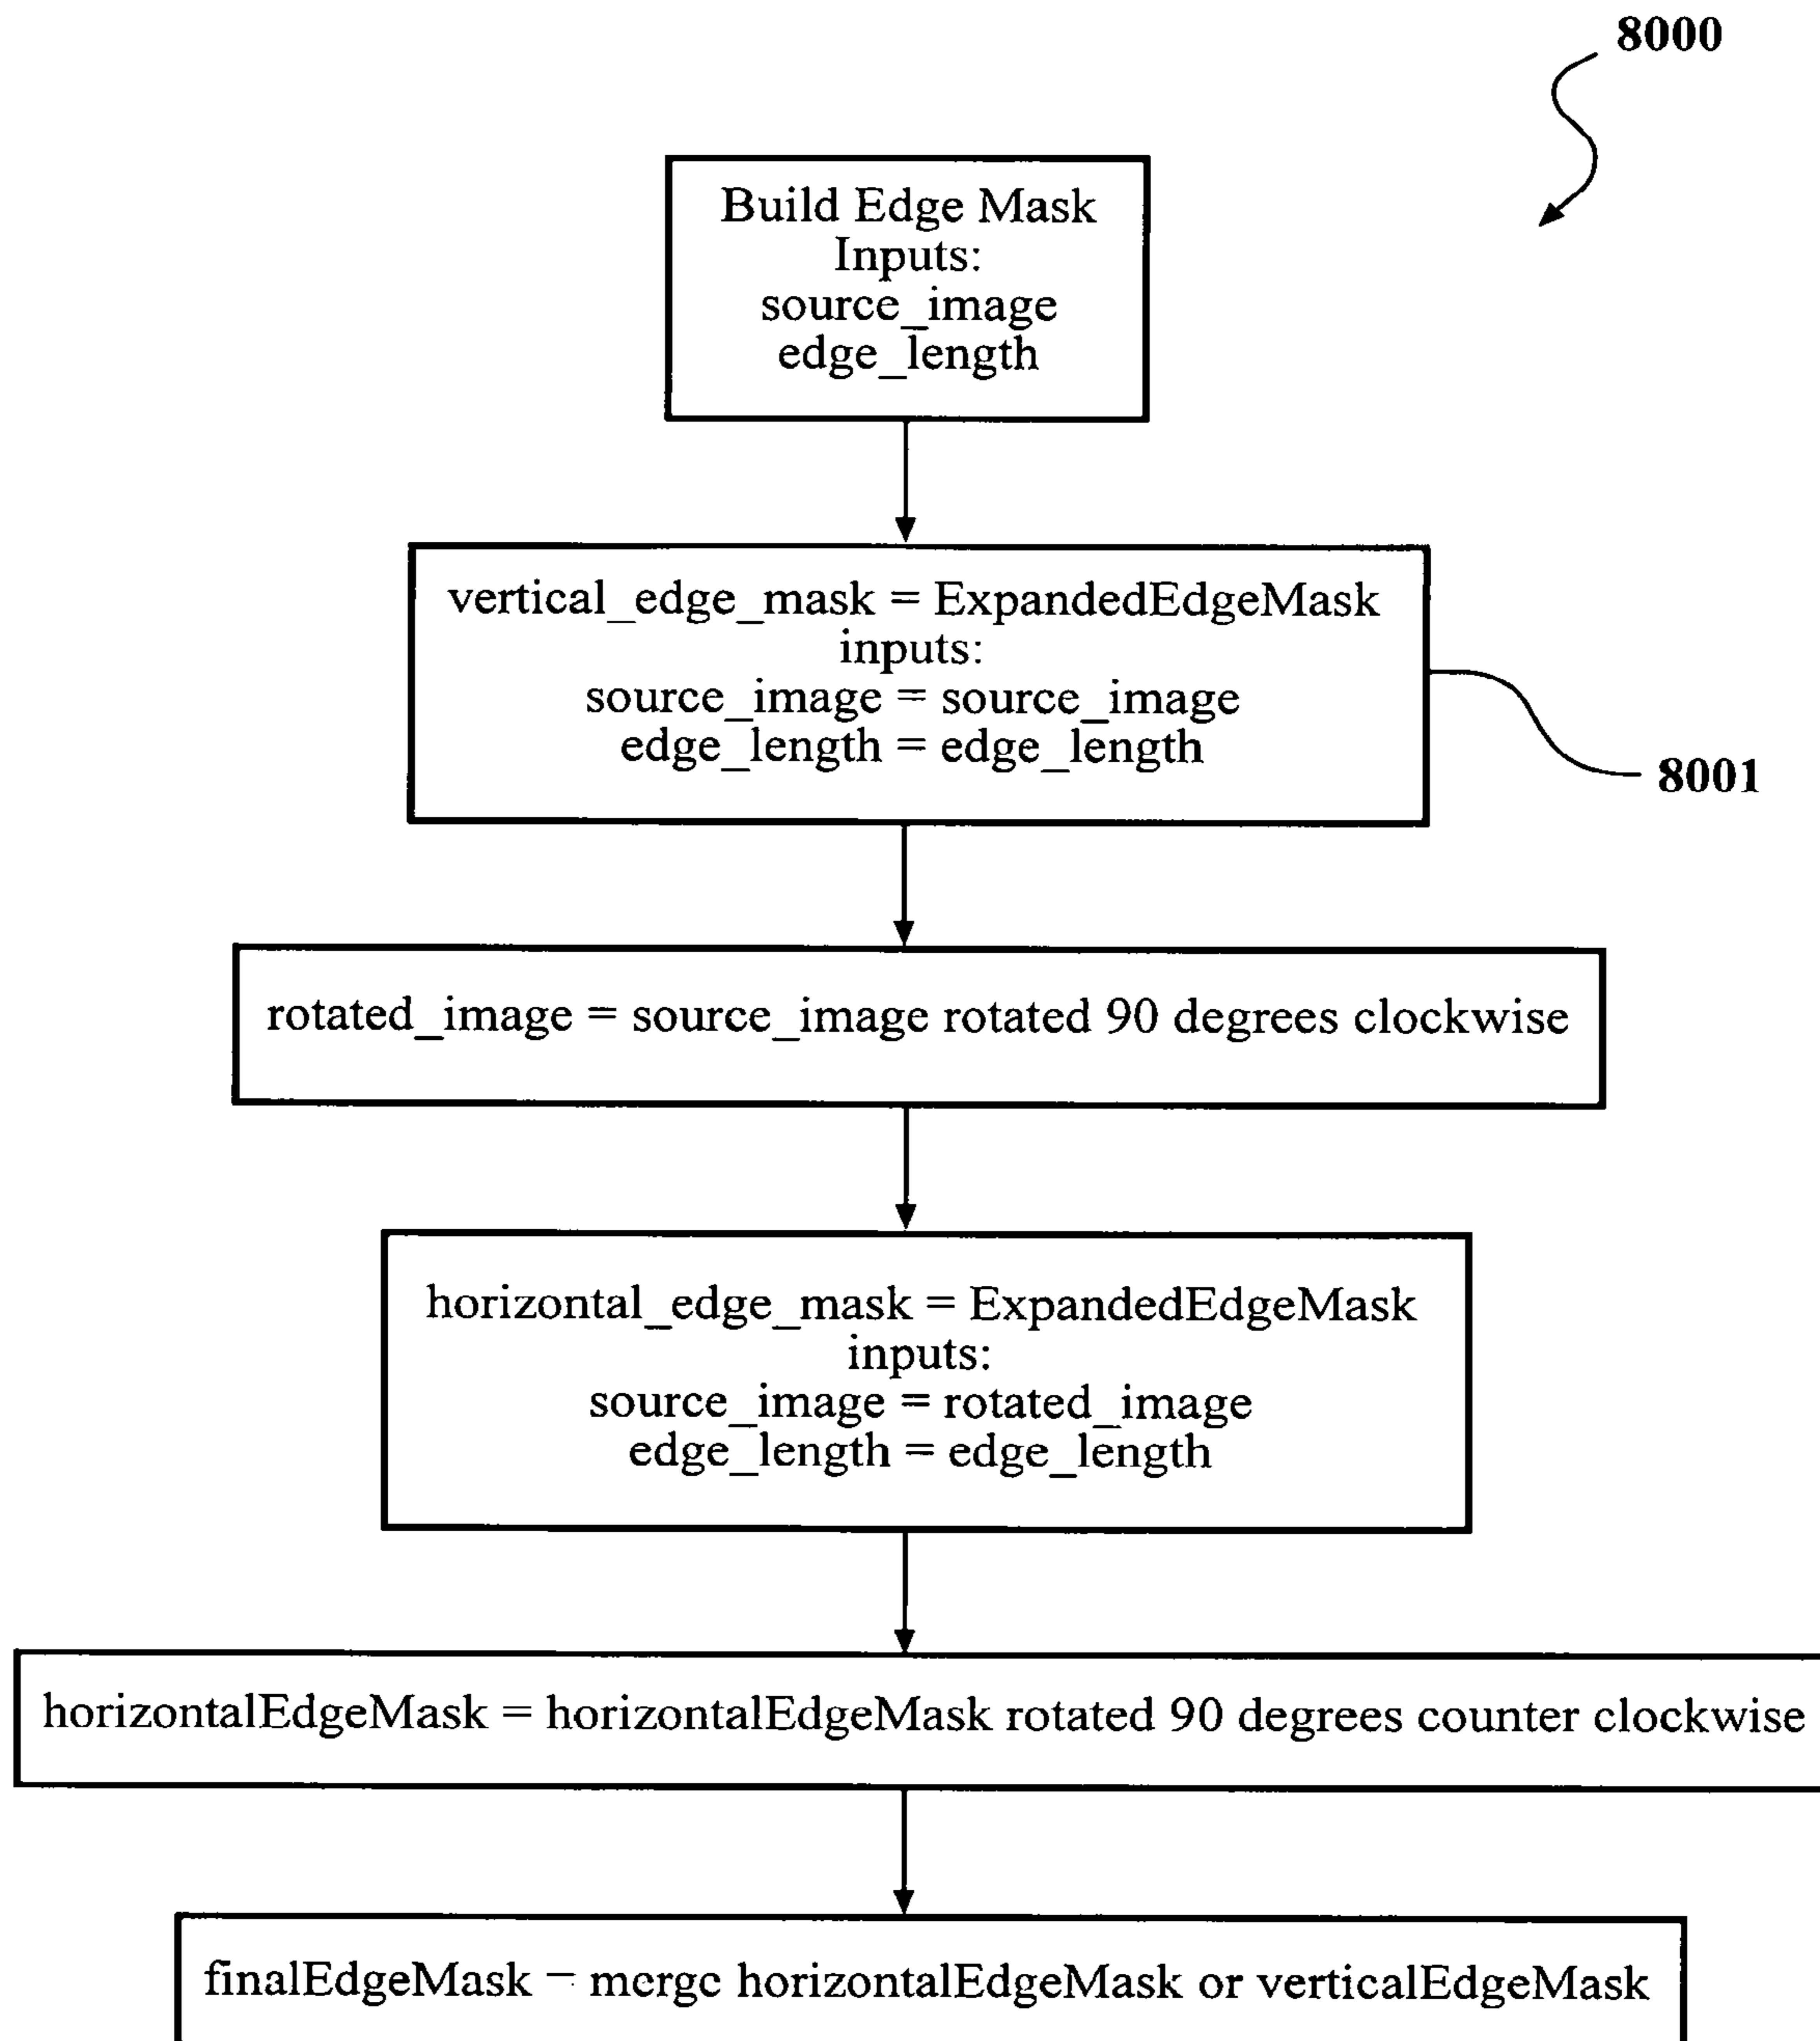 8000
Build Edge Mask
Inputs:
source_image
edge_length
vertical_edge_mask = ExpandedEdgeMask
inputs:
source_image = source_image
edge_length = edge_length
8001
rotated_image = source_image rotated 90 degrees clockwise
horizontal_edge_mask = ExpandedEdgeMask
inputs:
source_image = rotated_image
edge_length = edge_length
horizontalEdgeMask = horizontalEdgeMask rotated 90 degrees counter clockwise
finalEdgeMask = merge horizontalEdgeMask or verticalEdgeMask